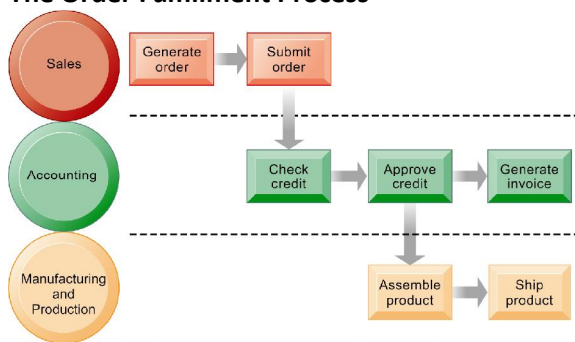 The Order Fulfillment Process
Sales
Generate
order
Submit
order
Accounting
Check
credit
Approve
credit
Generate
invoice
Manufacturing
and
Production
Assemble
product
Ship
product